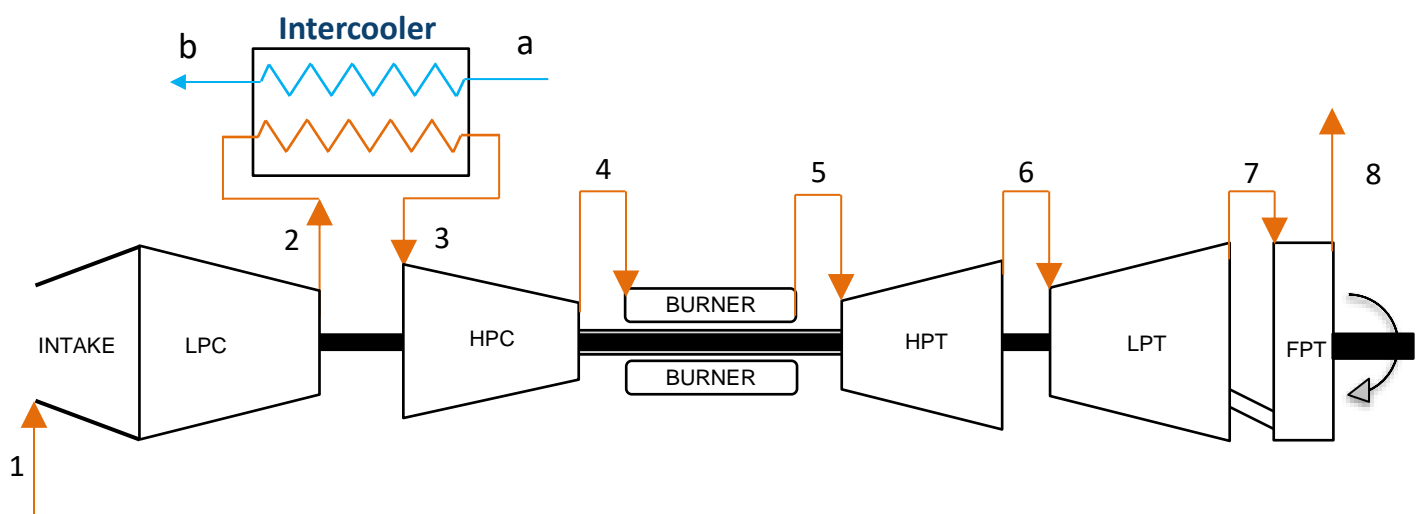 Intercooler
b
a
4
5
6
7
8
2
3
BURNER
INTAKE
LPC
HPC
HPT
LPT
FPT
BURNER
1